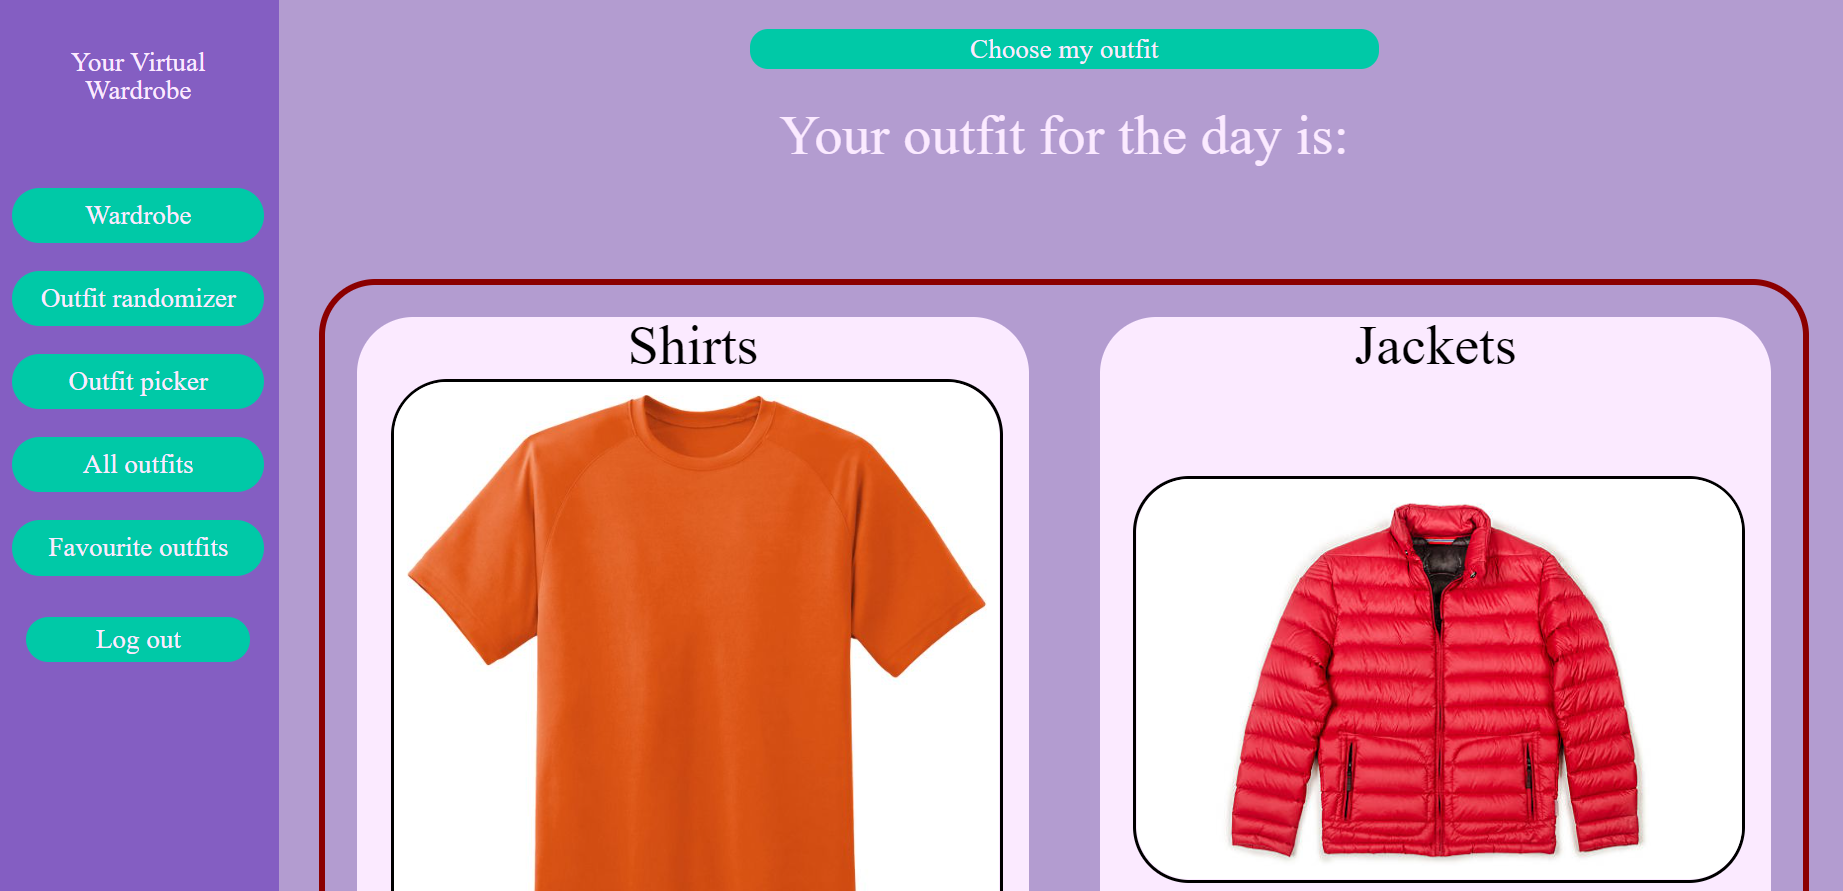 Your Virtual
Wardrobe
Wardrobe
Outfit randomizer
Outfit picker
All outfits
Favourite outfits
Log out
Choose my outfit
Your outfit for the day is:
Shirts
Jackets